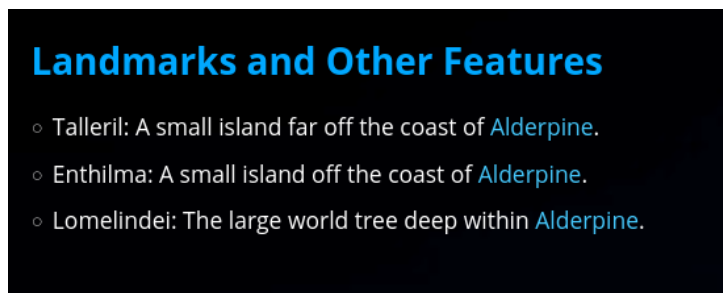 Landmarks and Other Features
○ Talleril: A small island far off the coast of Alderpine.
○ Enthilma: A small island off the coast of Alderpine.
○ Lomelindei: The large world tree deep within Alderpine.